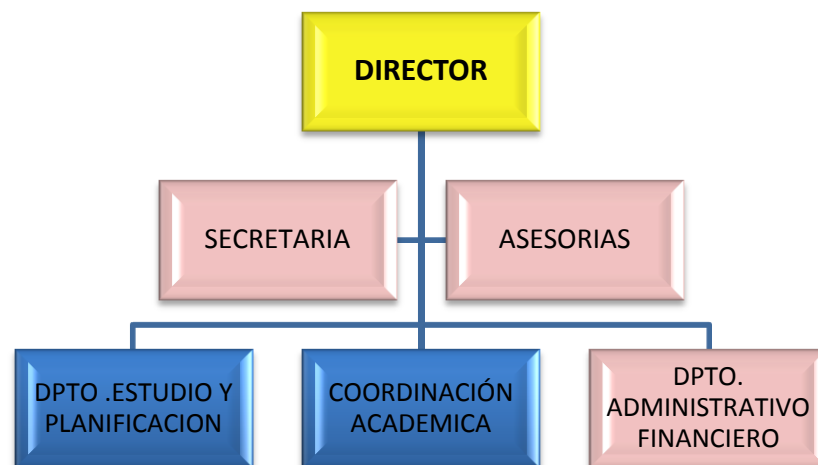 DIRECTOR
SECRETARIA
ASESORIAS
DPTO .ESTUDIO Y
PLANIFICACION
COORDINACIÓN
ACADEMICA
DPTO.
ADMINISTRATIVO
FINANCIERO